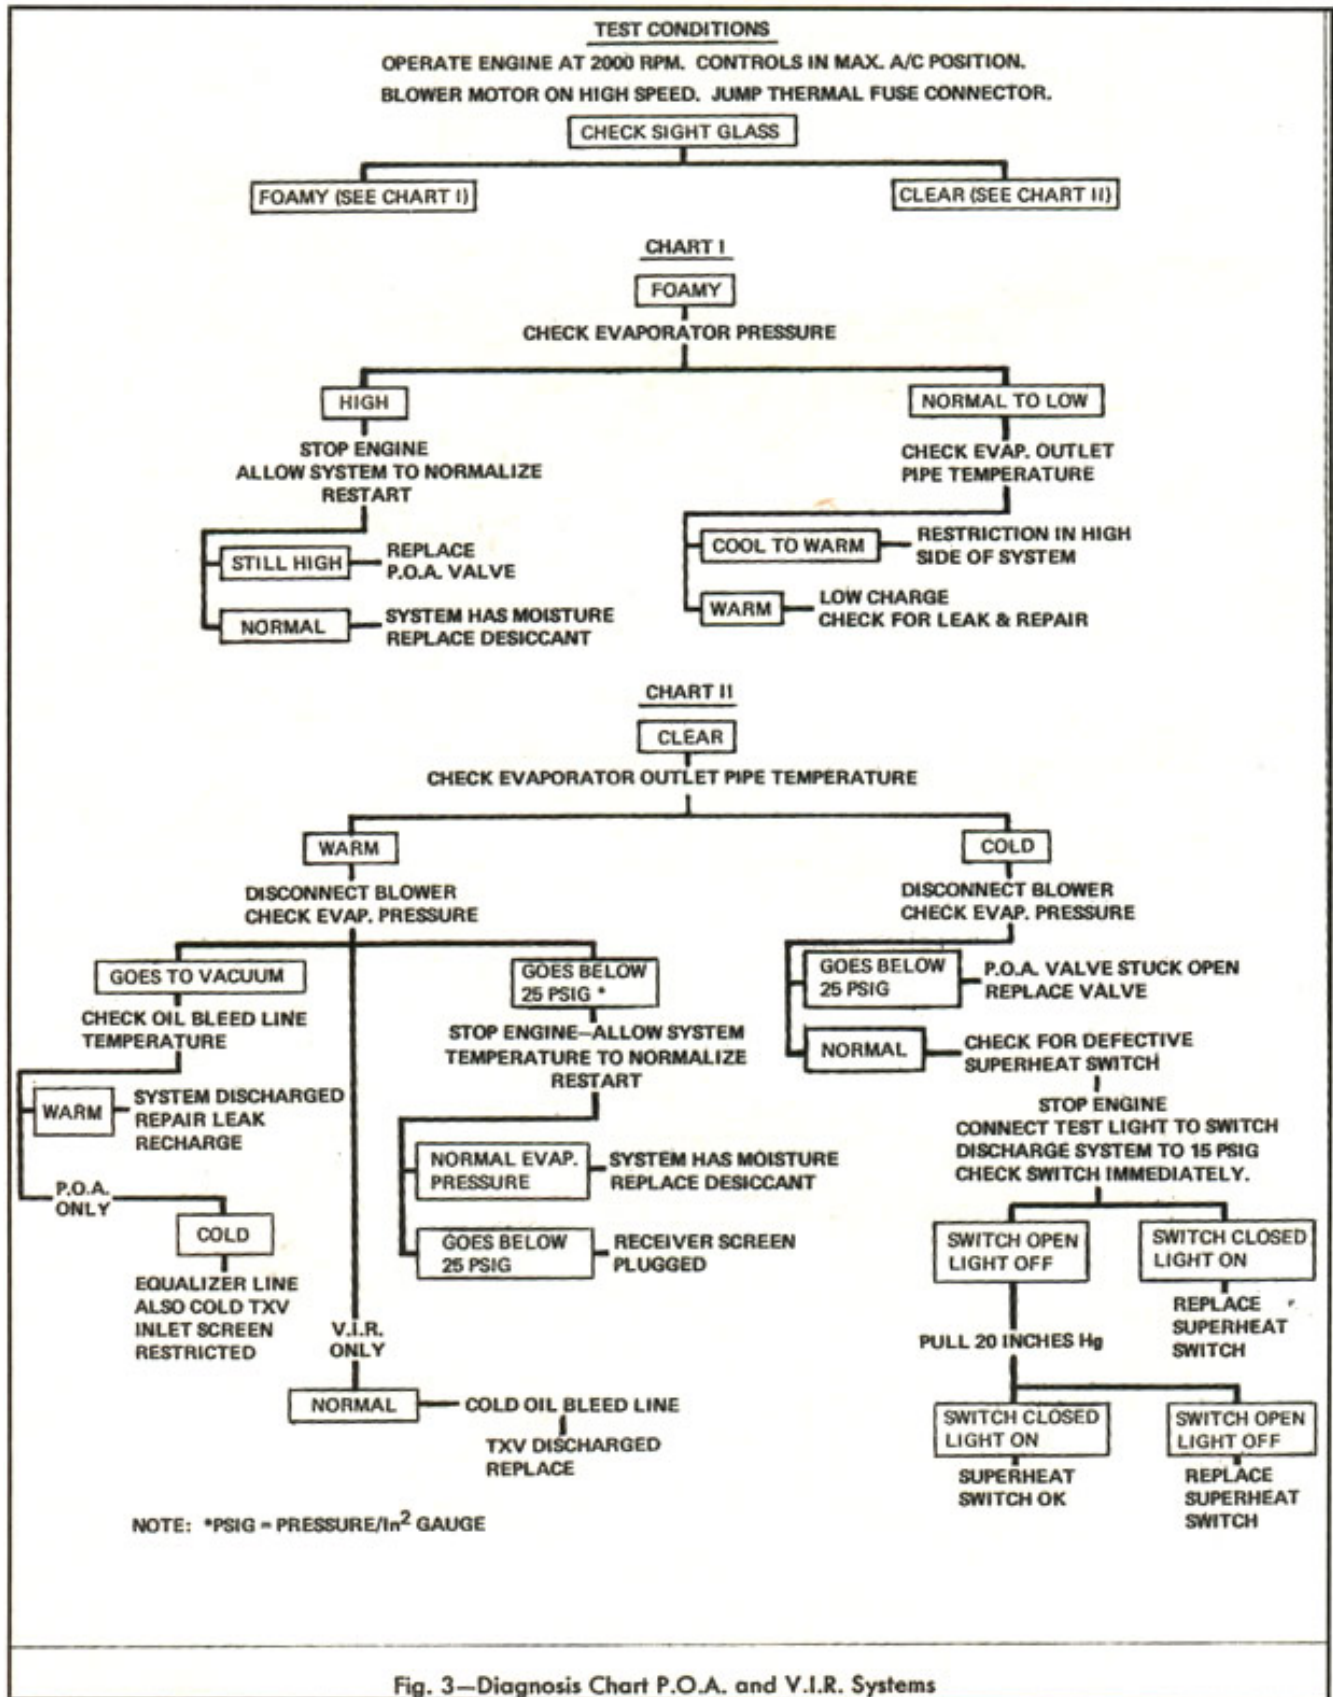 TEST CONDITIONS
OPERATE ENGINE AT 2000 RPM. CONTROLS IN MAX. A/C POSITION.
BLOWER MOTOR ON HIGH SPEED. JUMP THERMAL FUSE CONNECTOR.
CHECK SIGHT GLASS
FOAMY (SEE CHART I)
CLEAR (SEE CHART II)
CHART I
FOAMY
CHECK EVAPORATOR PRESSURE
HIGH
STOP ENGINE
ALLOW SYSTEM TO NORMALIZE
RESTART
STILL HIGH
REPLACE
P.O.A. VALVE
NORMAL
SYSTEM HAS MOISTURE
REPLACE DESICCANT
NORMAL TO LOW
CHECK EVAP. OUTLET
PIPE TEMPERATURE
COOL TO WARM
RESTRICTION IN HIGH
SIDE OF SYSTEM
WARM
LOW CHARGE
CHECK FOR LEAK & REPAIR
CHART II
CLEAR
CHECK EVAPORATOR OUTLET PIPE TEMPERATURE
WARM
DISCONNECT BLOWER
CHECK EVAP. PRESSURE
GOES TO VACUUM
CHECK OIL BLEED LINE
TEMPERATURE
WARM
SYSTEM DISCHARGED
REPAIR LEAK
RECHARGE
P.O.A.
ONLY
COLD
EQUALIZER LINE
ALSO COLD TXV
INLET SCREEN
RESTRICTED
V.I.R.
ONLY
NORMAL
COLD OIL BLEED LINE
TXV DISCHARGED
REPLACE
GOES BELOW
25 PSIG *
STOP ENGINE—ALLOW SYSTEM
TEMPERATURE TO NORMALIZE
RESTART
NORMAL EVAP.
PRESSURE
SYSTEM HAS MOISTURE
REPLACE DESICCANT
GOES BELOW
25 PSIG
RECEIVER SCREEN
PLUGGED
COLD
DISCONNECT BLOWER
CHECK EVAP. PRESSURE
GOES BELOW
25 PSIG
P.O.A. VALVE STUCK OPEN
REPLACE VALVE
NORMAL
CHECK FOR DEFECTIVE
SUPERHEAT SWITCH
STOP ENGINE
CONNECT TEST LIGHT TO SWITCH
DISCHARGE SYSTEM TO 15 PSIG
CHECK SWITCH IMMEDIATELY.
SWITCH OPEN
LIGHT OFF
SWITCH CLOSED
LIGHT ON
REPLACE
SUPERHEAT
SWITCH
PULL 20 INCHES Hg
SWITCH CLOSED
LIGHT ON
SUPERHEAT
SWITCH OK
SWITCH OPEN
LIGHT OFF
REPLACE
SUPERHEAT
SWITCH
NOTE: *PSIG = PRESSURE/In² GAUGE
Fig. 3—Diagnosis Chart P.O.A. and V.I.R. Systems